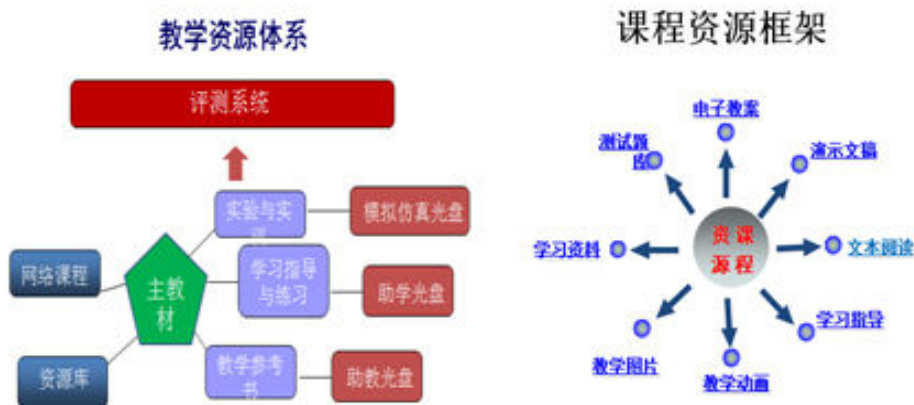 教学资源体系
评测系统
实验与实
模拟仿真光盘
网络课程
主教
材
学习指导
与练习
助学光盘
资源库
教学参考
书
助教光盘
课程资源框架
电子教案
测试题
库
演示文稿
学习资料
资 课
源 程
文本阅读
教学图片
学习指导
教学动画